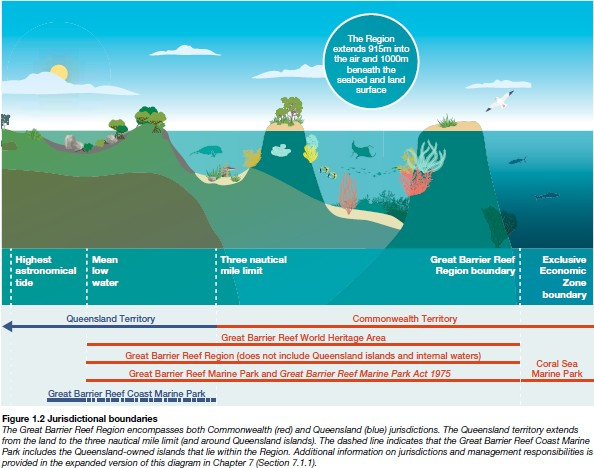 The Region
extends 915m into
the air and 1000m
beneath the
seabed and land
surface
Highest
astronomical
tide
Mean
low
water
Three nautical
mile limit
Great Barrier Reef
Region boundary
Exclusive
Economic
Zone
boundary
Queensland Territory
Commonwealth Territory
Great Barrier Reef World Heritage Area
Great Barrier Reef Region (does not include Queensland islands and internal waters)
Great Barrier Reef Marine Park and Great Barrier Reef Marine Park Act 1975
Coral Sea
Marine Park
Great Barrier Reef Coast Marine Park
Figure 1.2 Jurisdictional boundaries
The Great Barrier Reef Region encompasses both Commonwealth (red) and Queensland (blue) jurisdictions. The Queensland territory extends
from the land to the three nautical mile limit (and around Queensland islands). The dashed line indicates that the Great Barrier Reef Coast Marine
Park includes the Queensland-owned islands that lie within the Region. Additional information on jurisdictions and management responsibilities is
provided in the expanded version of this diagram in Chapter 7 (Section 7.1.1).